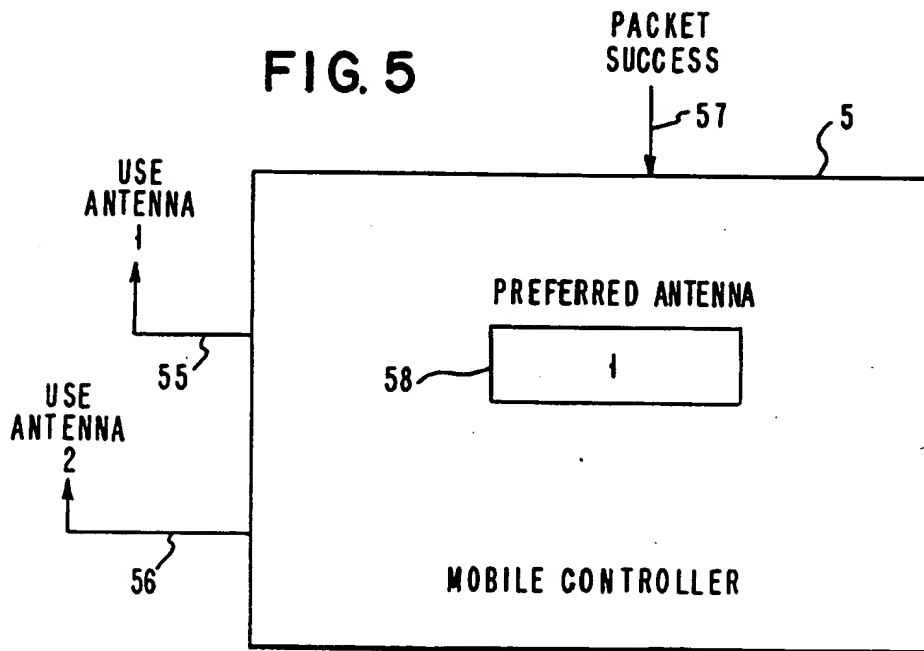 FIG. 5
PACKET
SUCCESS
57
5
USE
ANTENNA
1
55
PREFERRED ANTENNA
58
1
USE
ANTENNA
2
56
MOBILE CONTROLLER